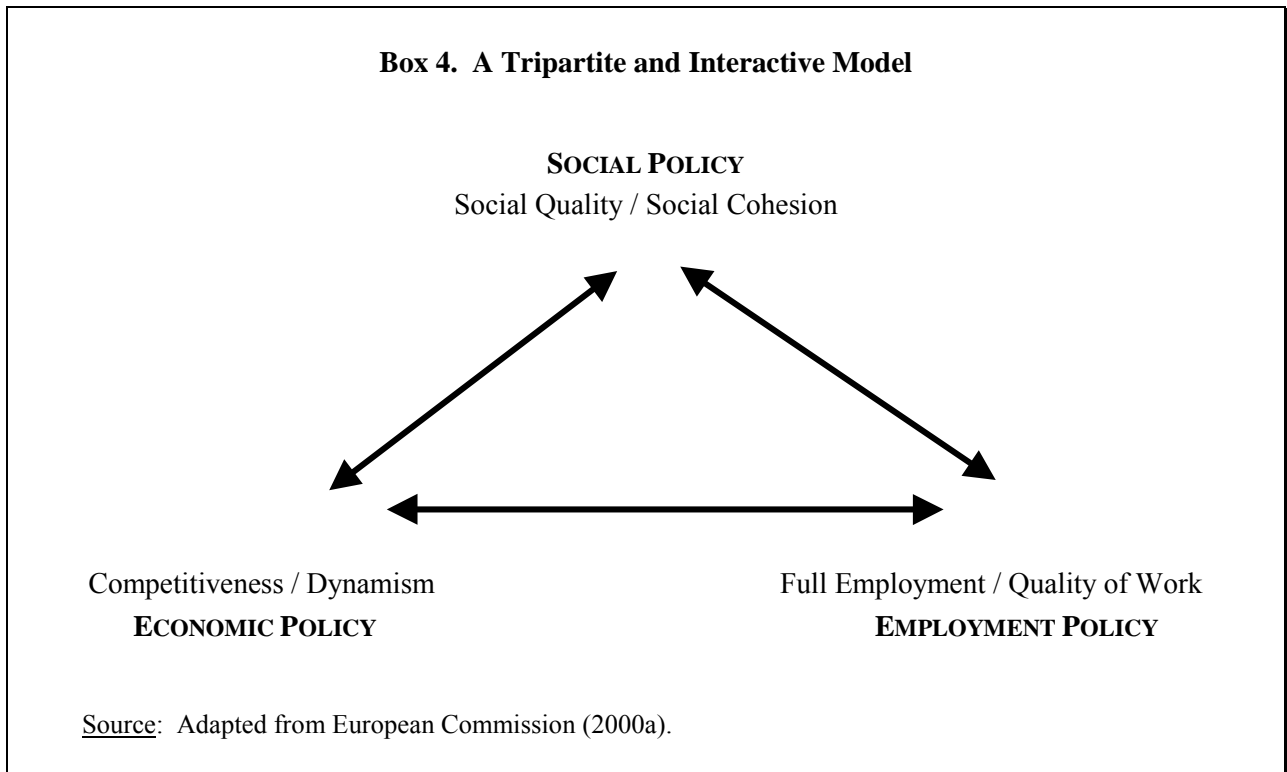 Box 4. A Tripartite and Interactive Model
SOCIAL POLICY
Social Quality / Social Cohesion
Competitiveness / Dynamism
ECONOMIC POLICY
Full Employment / Quality of Work
EMPLOYMENT POLICY
Source: Adapted from European Commission (2000a).